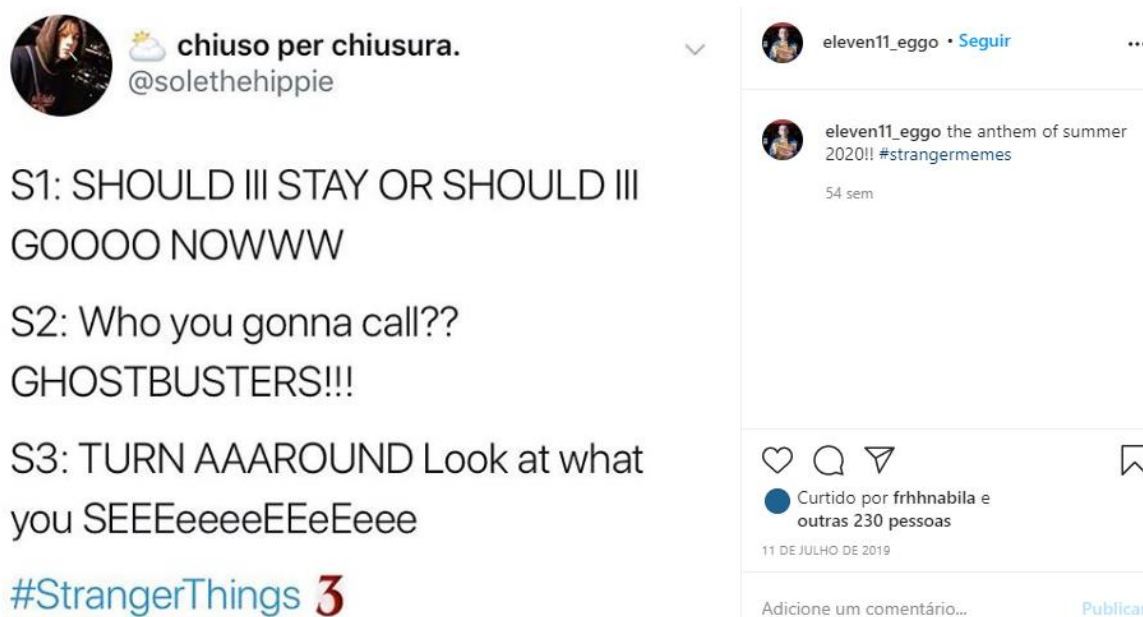 chiuso per chiusura.
@solethehippie
S1: SHOULD III STAY OR SHOULD III
GOOOO NOWWW
S2: Who you gonna call??
GHOSTBUSTERS!!!
S3: TURN AAAROUND Look at what
you SEEEeeeeEEeEeee
#StrangerThings 3
eleven11_eggo • Seguir
eleven11_eggo the anthem of summer
2020!! #strangermemes
54 sem
Curtido por frhhnabila e
outras 230 pessoas
11 DE JULHO DE 2019
Adicione um comentário... Publicar